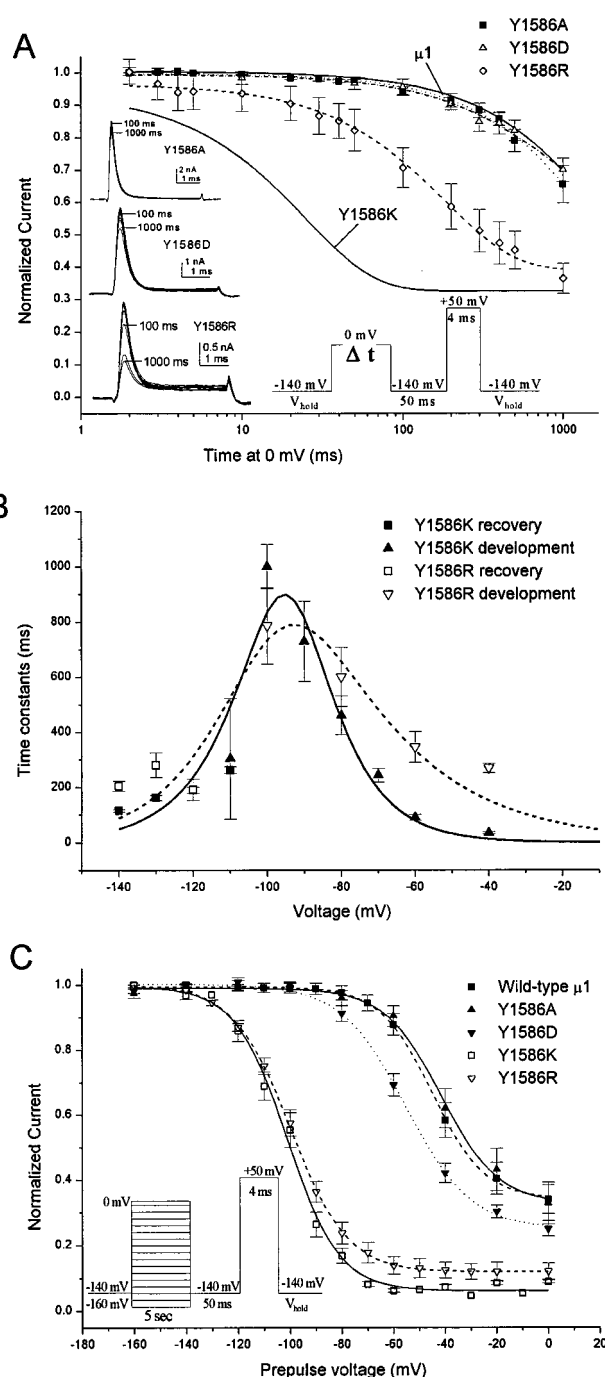 A
μ1
Y1586A
Y1586D
Y1586R
Normalized Current
1.0
0.9
0.8
0.7
0.6
0.5
0.4
0.3
0.2
0.1
0.0
100 ms
1000 ms
Y1586A
2 nA
1 ms
100 ms
1000 ms
Y1586D
1 nA
1 ms
100 ms
1000 ms
Y1586R
0.5 nA
1 ms
Y1586K
+50 mV
4 ms
0 mV
Δ t
-140 mV
-140 mV
-140 mV
Vhold
50 ms
Vhold
1
10
100
1000
Time at 0 mV (ms)
B
Y1586K recovery
Y1586K development
Y1586R recovery
Y1586R development
Time constants (ms)
1200
1000
800
600
400
200
0
-140
-120
-100
-80
-60
-40
-20
Voltage (mV)
C
Wild-type μ1
Y1586A
Y1586D
Y1586K
Y1586R
Normalized Current
1.0
0.8
0.6
0.4
0.2
0.0
0 mV
+50 mV
4 ms
-140 mV
-140 mV
-140 mV
-160 mV
50 ms
Vhold
5 sec
-180
-160
-140
-120
-100
-80
-60
-40
-20
0
20
Prepulse voltage (mV)